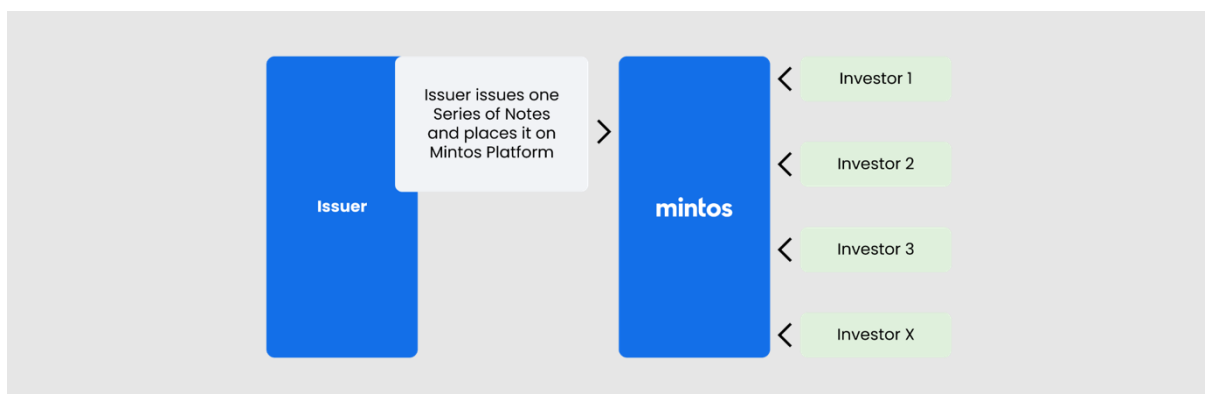 Issuer
Issuer issues one
Series of Notes
and places it on
Mintos Platform
mintos
Investor 1
Investor 2
Investor 3
Investor X